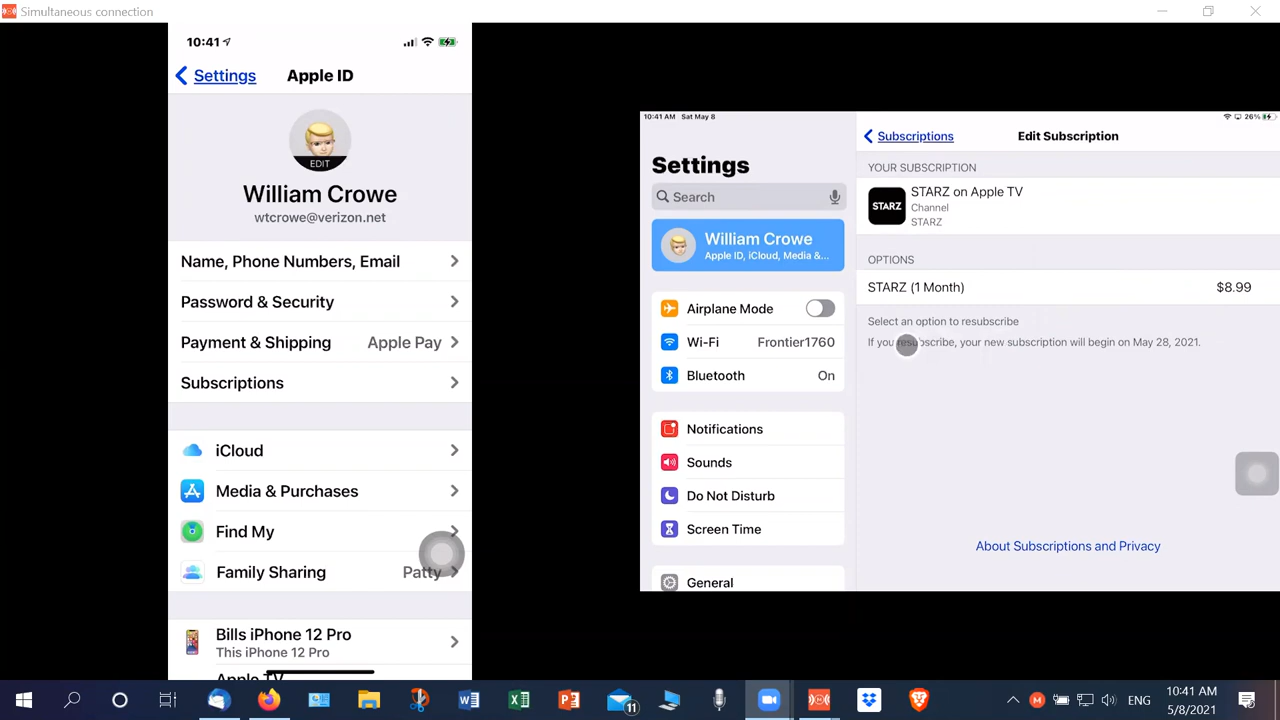 Simultaneous connection
10:41
Settings
Apple ID
EDIT
William Crowe
wtcrowe@verizon.net
Name, Phone Numbers, Email
Password & Security
Payment & Shipping
Apple Pay
Subscriptions
iCloud
Media & Purchases
Find My
Family Sharing
Patty
Bills iPhone 12 Pro
This iPhone 12 Pro
Apple TV
10:41 AM Sat May 8
26%
Settings
Search
William Crowe
Apple ID, iCloud, Media &...
Airplane Mode
Wi-Fi
Frontier1760
Bluetooth
On
Notifications
Sounds
Do Not Disturb
Screen Time
General
Subscriptions
Edit Subscription
YOUR SUBSCRIPTION
STARZ
STARZ on Apple TV
Channel
STARZ
OPTIONS
STARZ (1 Month)
$8.99
Select an option to resubscribe
If you resubscribe, your new subscription will begin on May 28, 2021.
About Subscriptions and Privacy
11
ENG
10:41 AM
5/8/2021